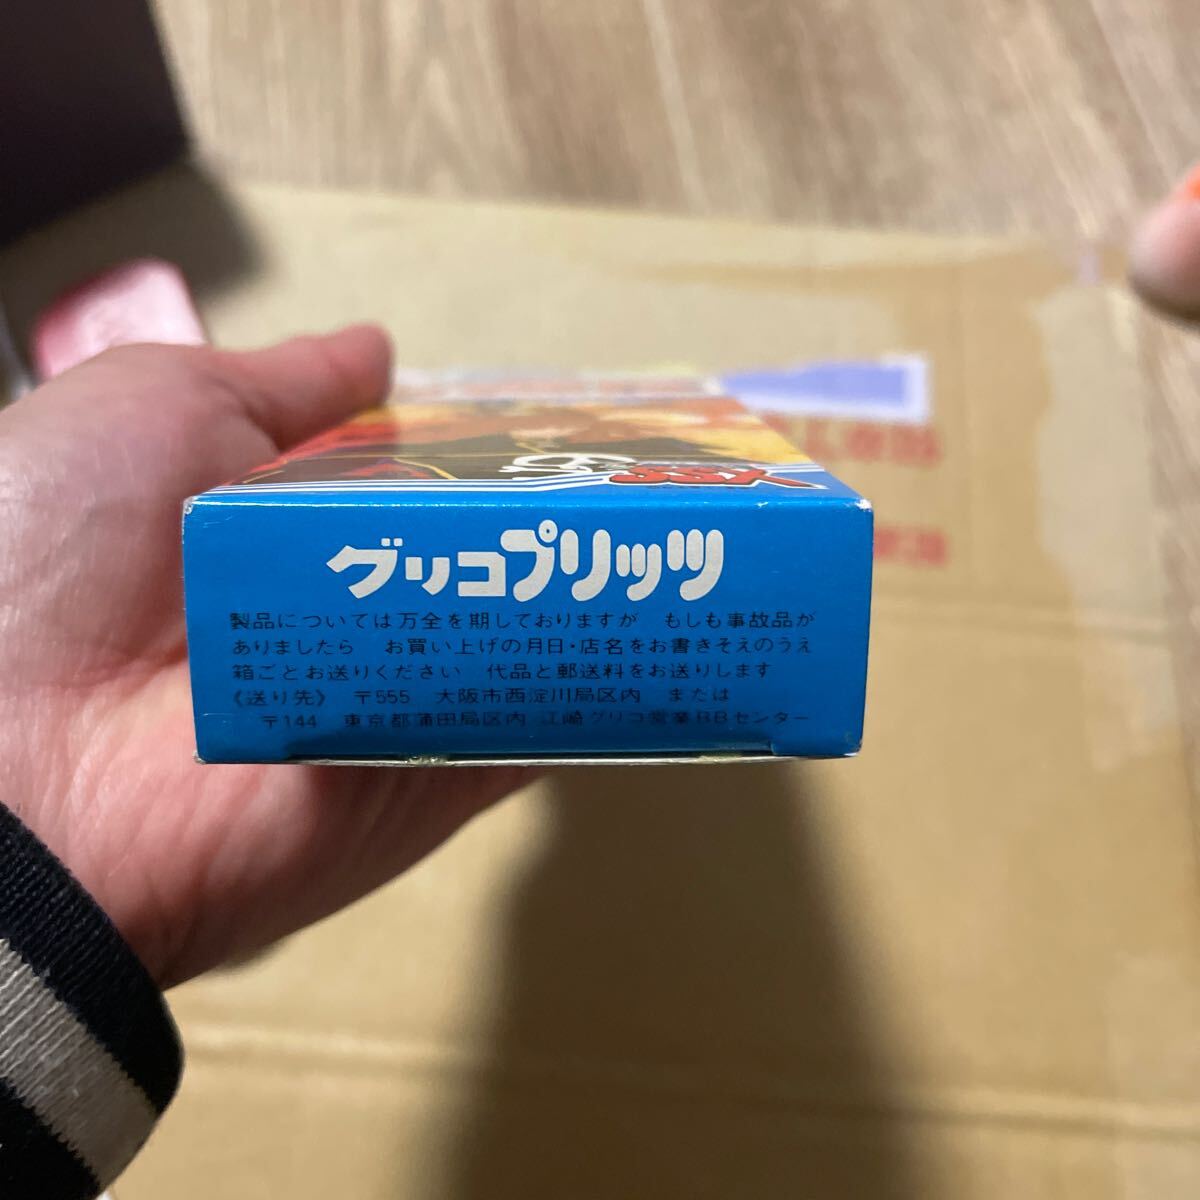 グリコプリッツ
製品については万全を期しておりますが もしも事故品が
ありましたら お買い上げの月日・店名をお書きそえのうえ
箱ごとお送りください 代品と郵送料をお送りします
《送り先》 〒555 大阪市西淀川局区内 または
〒144 東京都蒲田局区内 江崎グリコ営業BBセンター